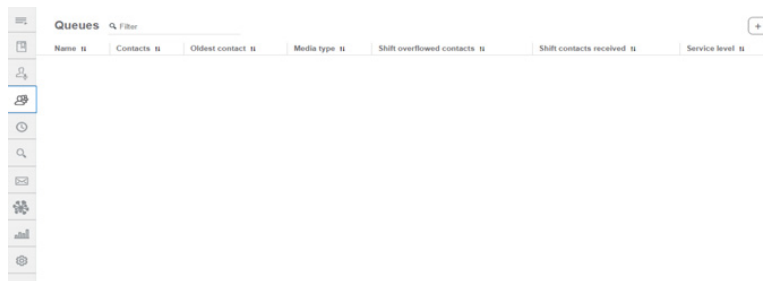 Queues Filter
Name Contacts Oldest contact Media type Shift overflowed contacts Shift contacts received Service level